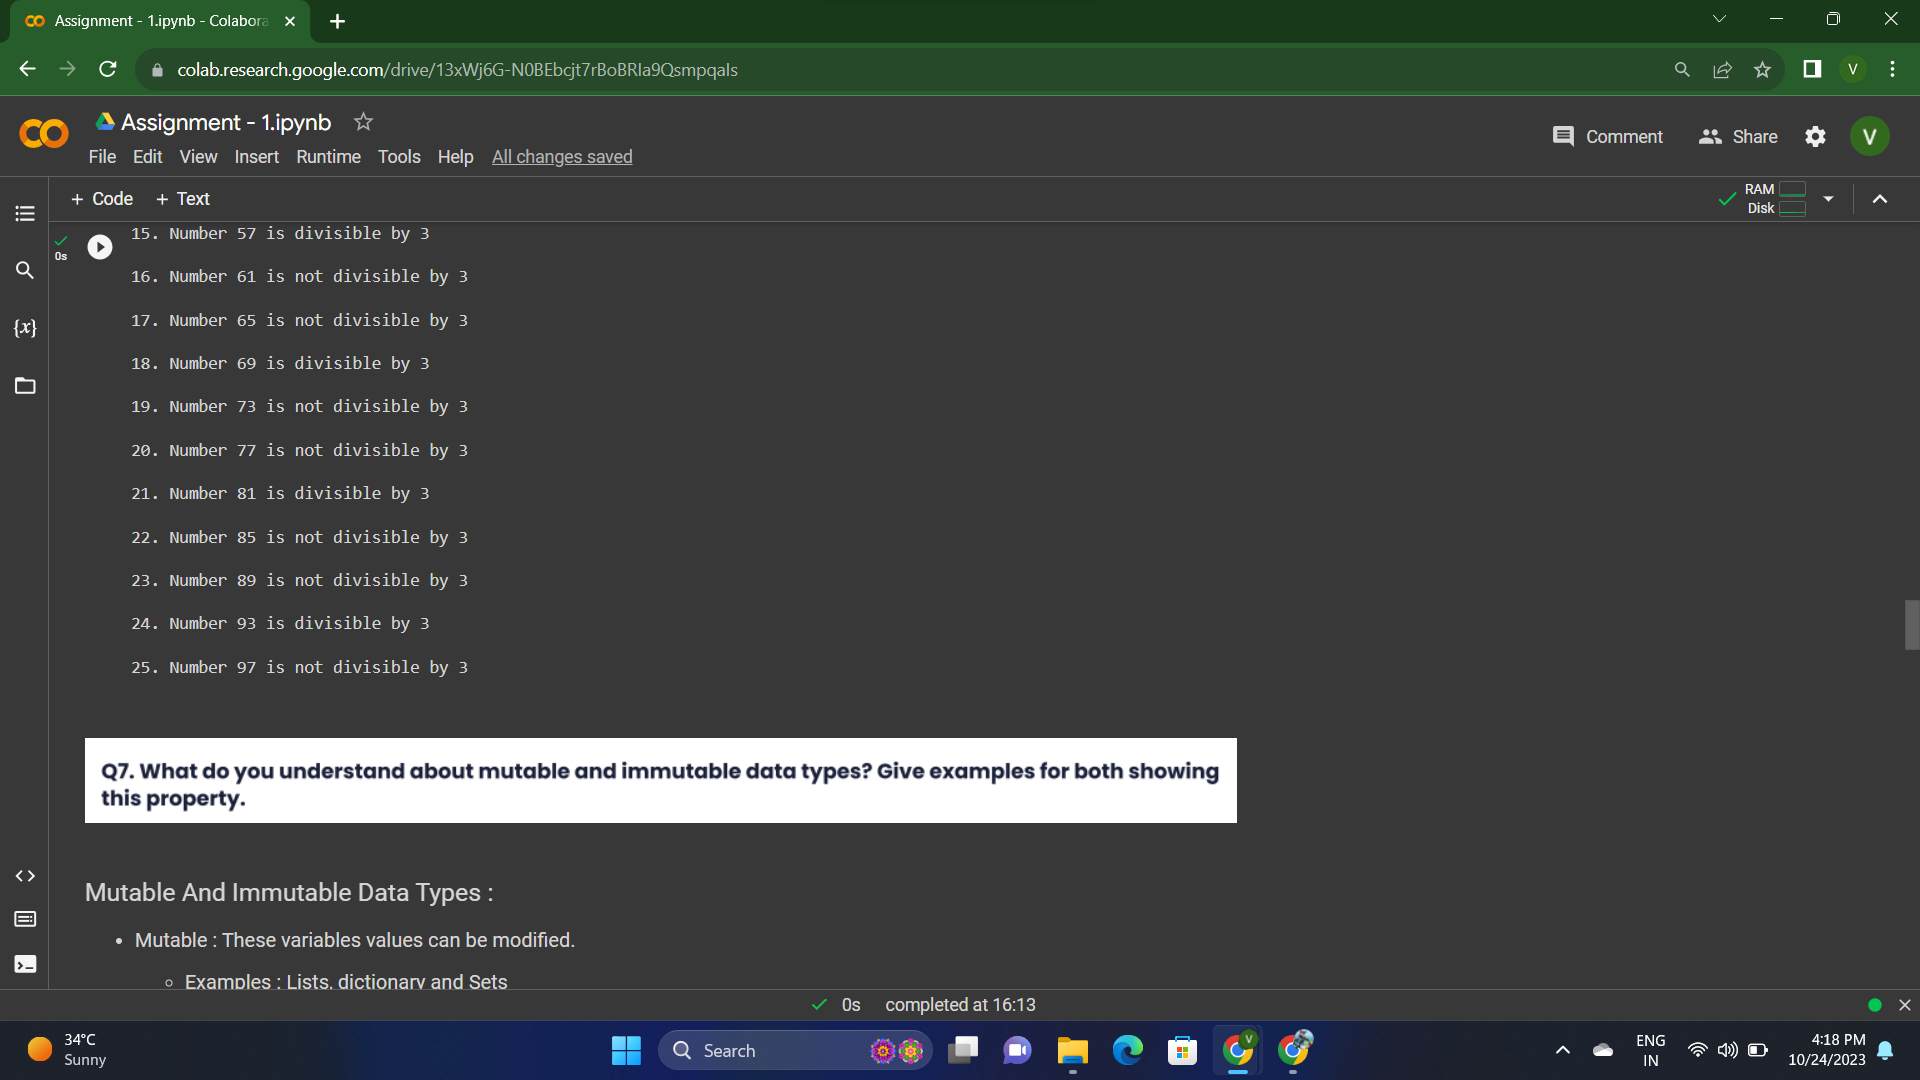 Assignment - 1.ipynb - Colabora
colab.research.google.com/drive/13xWj6G-N0BEbcjt7rBoBRIa9Qsmpqals
V
Assignment - 1.ipynb
Comment
Share
V
File Edit View Insert Runtime Tools Help All changes saved
+ Code + Text
RAM
Disk
0s
15. Number 57 is divisible by 3
16. Number 61 is not divisible by 3
17. Number 65 is not divisible by 3
18. Number 69 is divisible by 3
19. Number 73 is not divisible by 3
20. Number 77 is not divisible by 3
21. Number 81 is divisible by 3
22. Number 85 is not divisible by 3
23. Number 89 is not divisible by 3
24. Number 93 is divisible by 3
25. Number 97 is not divisible by 3
{x}
Q7. What do you understand about mutable and immutable data types? Give examples for both showing
this property.
Mutable And Immutable Data Types :
• Mutable : These variables values can be modified.
Examples : Lists, dictionary and Sets
0s completed at 16:13
34°C
Sunny
Search
V
ENG
IN
4:18 PM
10/24/2023